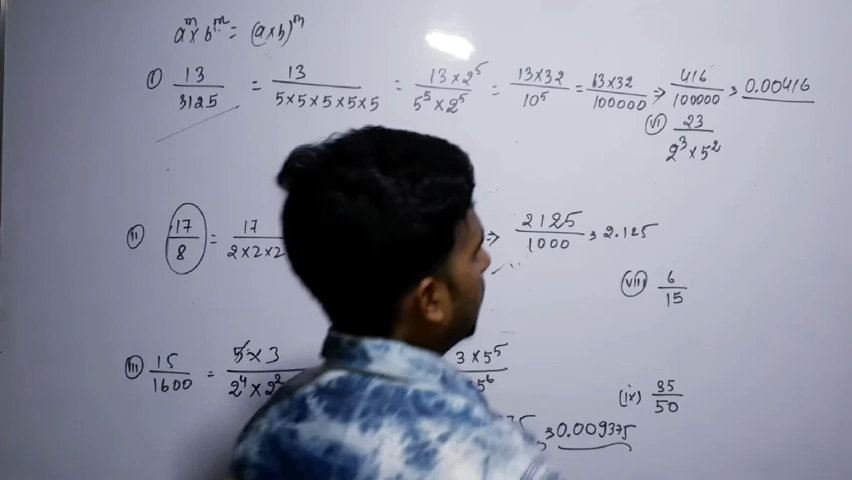 a^m × b^m = (a×b)^m
(i) 13/3125 = 13/(5×5×5×5×5) = (13×2^5)/(5^5×2^5) = (13×32)/10^5 = (13×32)/100000 ⇒ 416/100000 ⇒ 0.00416
(vi) 23/(2^3×5^2)
(ii) 17/8 = 17/(2×2×2 ⇒ 2125/1000 ⇒ 2.125
(viii) 6/15
(iii) 15/1600 = (5×3)/(2^4×2^2 3×5^5 5^6
(ix) 35/50
⇒ 0.009375